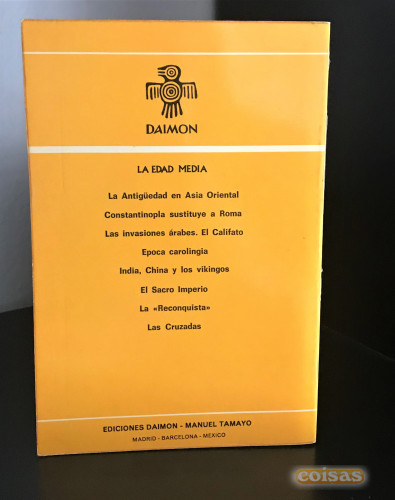 DAIMON
LA EDAD MEDIA
La Antigüedad en Asia Oriental
Constantinopla sustituye a Roma
Las invasiones árabes. El Califato
Epoca carolingia
India, China y los vikingos
El Sacro Imperio
La «Reconquista»
Las Cruzadas
EDICIONES DAIMON - MANUEL TAMAYO
MADRID - BARCELONA - MEXICO
coisas